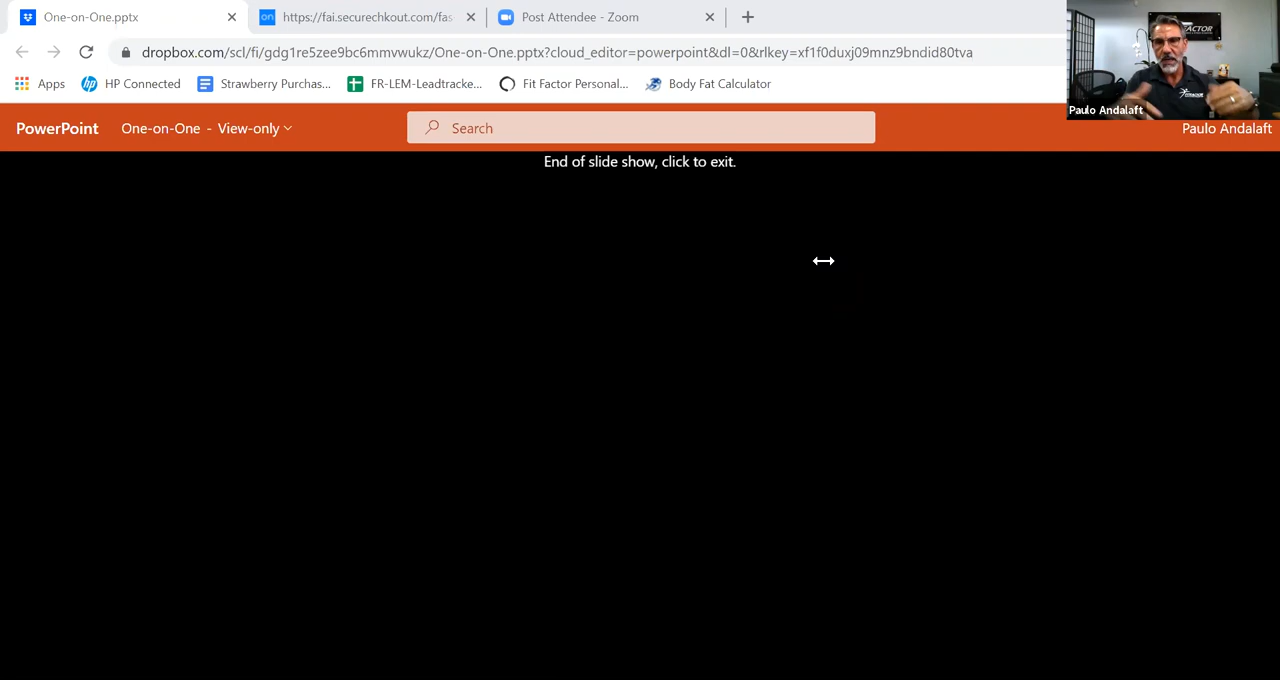 One-on-One.pptx
on https://fai.securechkout.com/fas
Post Attendee - Zoom
dropbox.com/scl/fi/gdg1re5zee9bc6mmvwukz/One-on-One.pptx?cloud_editor=powerpoint&dl=0&rlkey=xf1f0duxj09mnz9bndid80tva
Apps
HP Connected
Strawberry Purchas...
FR-LEM-Leadtracke...
Fit Factor Personal...
Body Fat Calculator
Paulo Andalaft
PowerPoint
One-on-One - View-only
Search
Paulo Andalaft
End of slide show, click to exit.